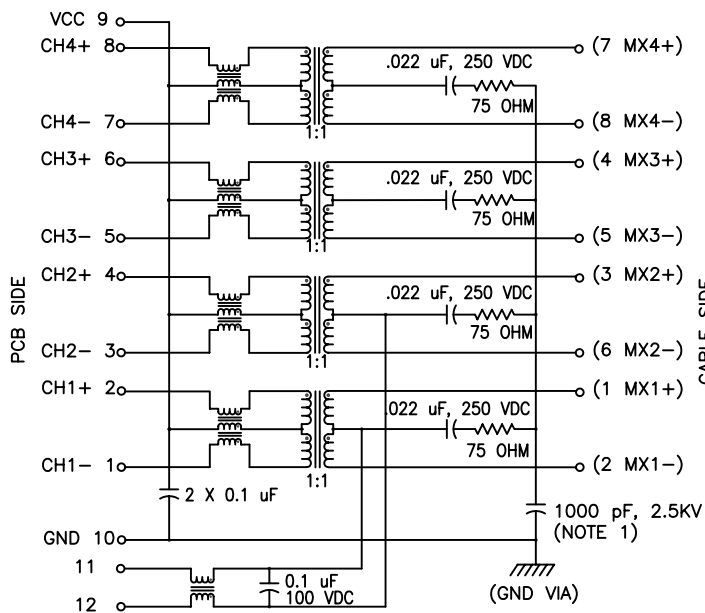 VCC 9
CH4+ 8
(7 MX4+)
.022 uF, 250 VDC
75 OHM
CH4- 7
(8 MX4-)
1:1
CH3+ 6
(4 MX3+)
.022 uF, 250 VDC
75 OHM
CH3- 5
(5 MX3-)
1:1
CH2+ 4
(3 MX2+)
.022 uF, 250 VDC
75 OHM
CH2- 3
(6 MX2-)
1:1
PCB SIDE
CABLE SIDE
CH1+ 2
(1 MX1+)
.022 uF, 250 VDC
75 OHM
CH1- 1
(2 MX1-)
1:1
2 X 0.1 uF
1000 pF, 2.5KV
(NOTE 1)
GND 10
11
0.1 uF
100 VDC
(GND VIA)
12